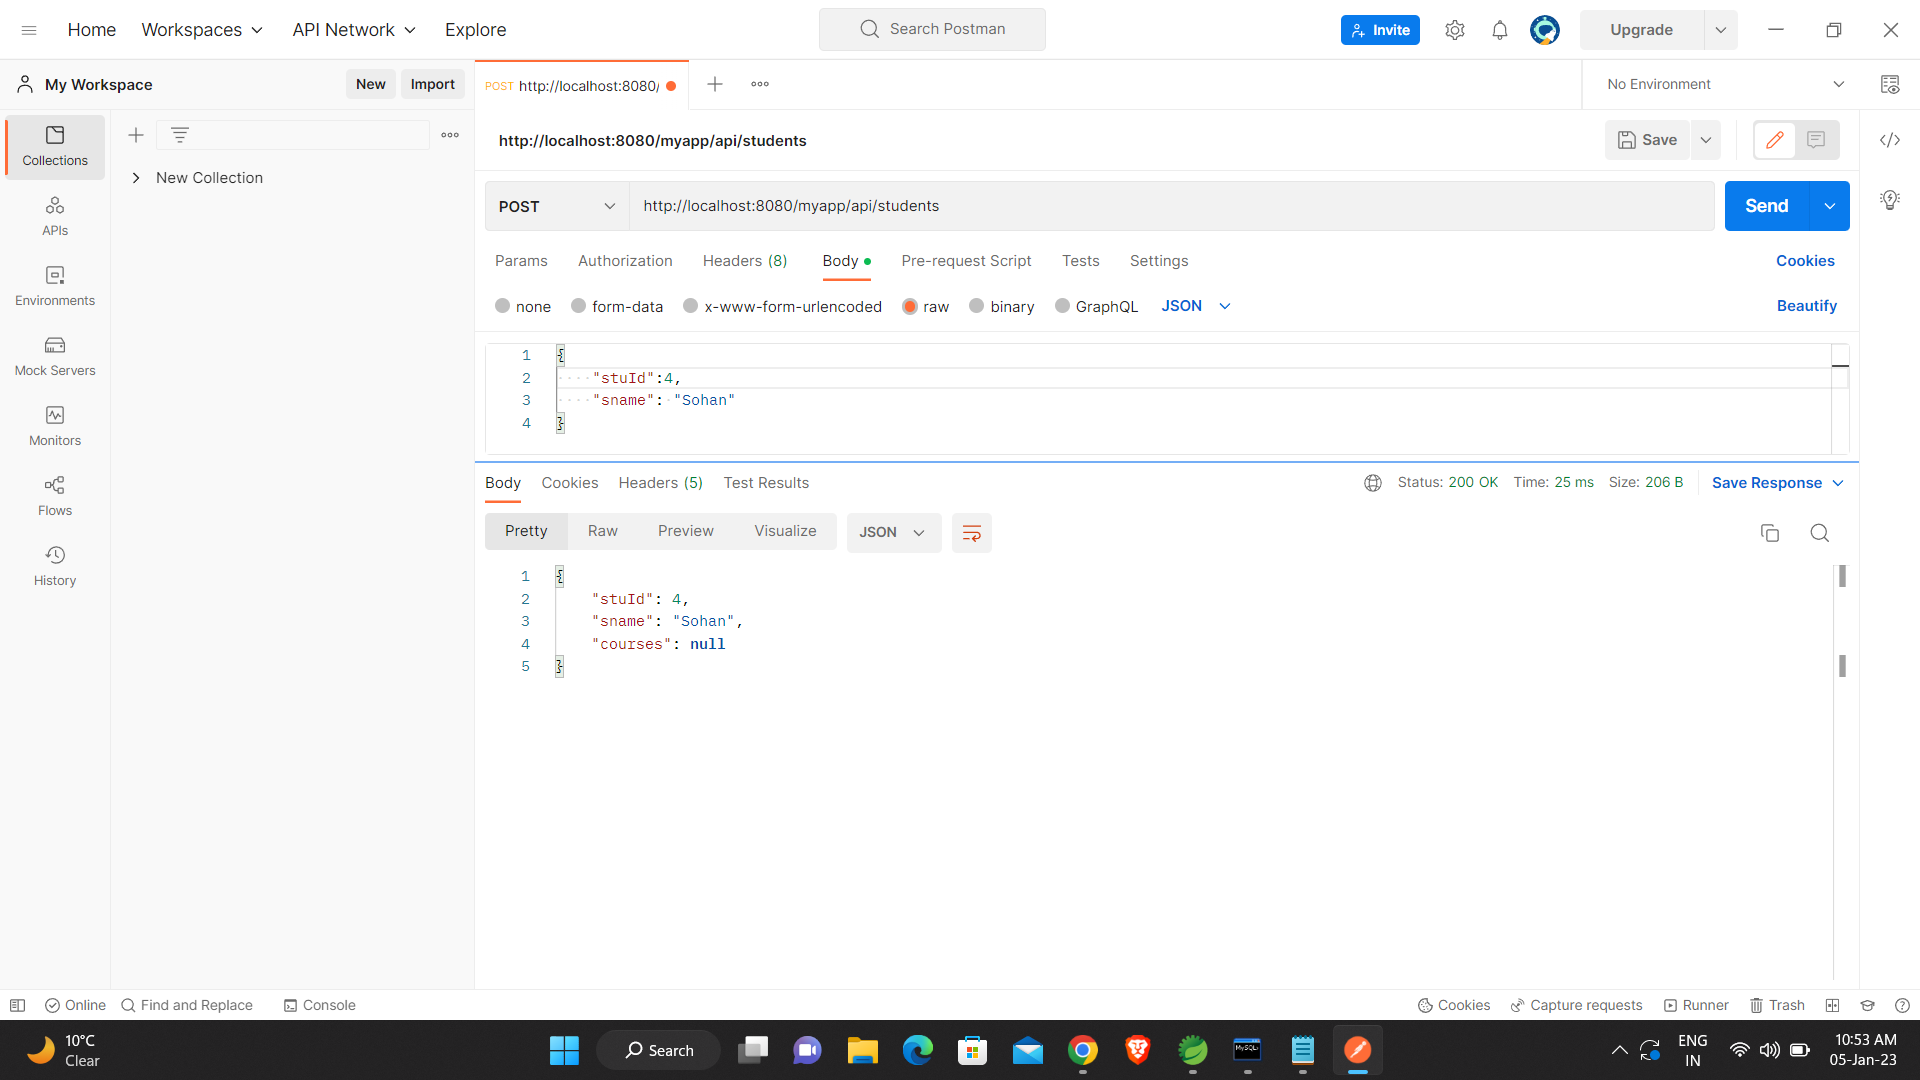 Home
Workspaces
API Network
Explore
Search Postman
Invite
Upgrade
My Workspace
New
Import
POST http://localhost:8080/
No Environment
Collections
New Collection
http://localhost:8080/myapp/api/students
Save
APIs
POST
http://localhost:8080/myapp/api/students
Send
Environments
Params
Authorization
Headers (8)
Body
Pre-request Script
Tests
Settings
Cookies
none
form-data
x-www-form-urlencoded
raw
binary
GraphQL
JSON
Beautify
Mock Servers
1 {
2 "stuId":4,
3 "sname": "Sohan"
4 }
Monitors
Body
Cookies
Headers (5)
Test Results
Status: 200 OK
Time: 25 ms
Size: 206 B
Save Response
Flows
Pretty
Raw
Preview
Visualize
JSON
History
1 {
2 "stuId": 4,
3 "sname": "Sohan",
4 "courses": null
5 }
Online
Find and Replace
Console
Cookies
Capture requests
Runner
Trash
10°C
Clear
Search
MySQL
ENG
IN
10:53 AM
05-Jan-23